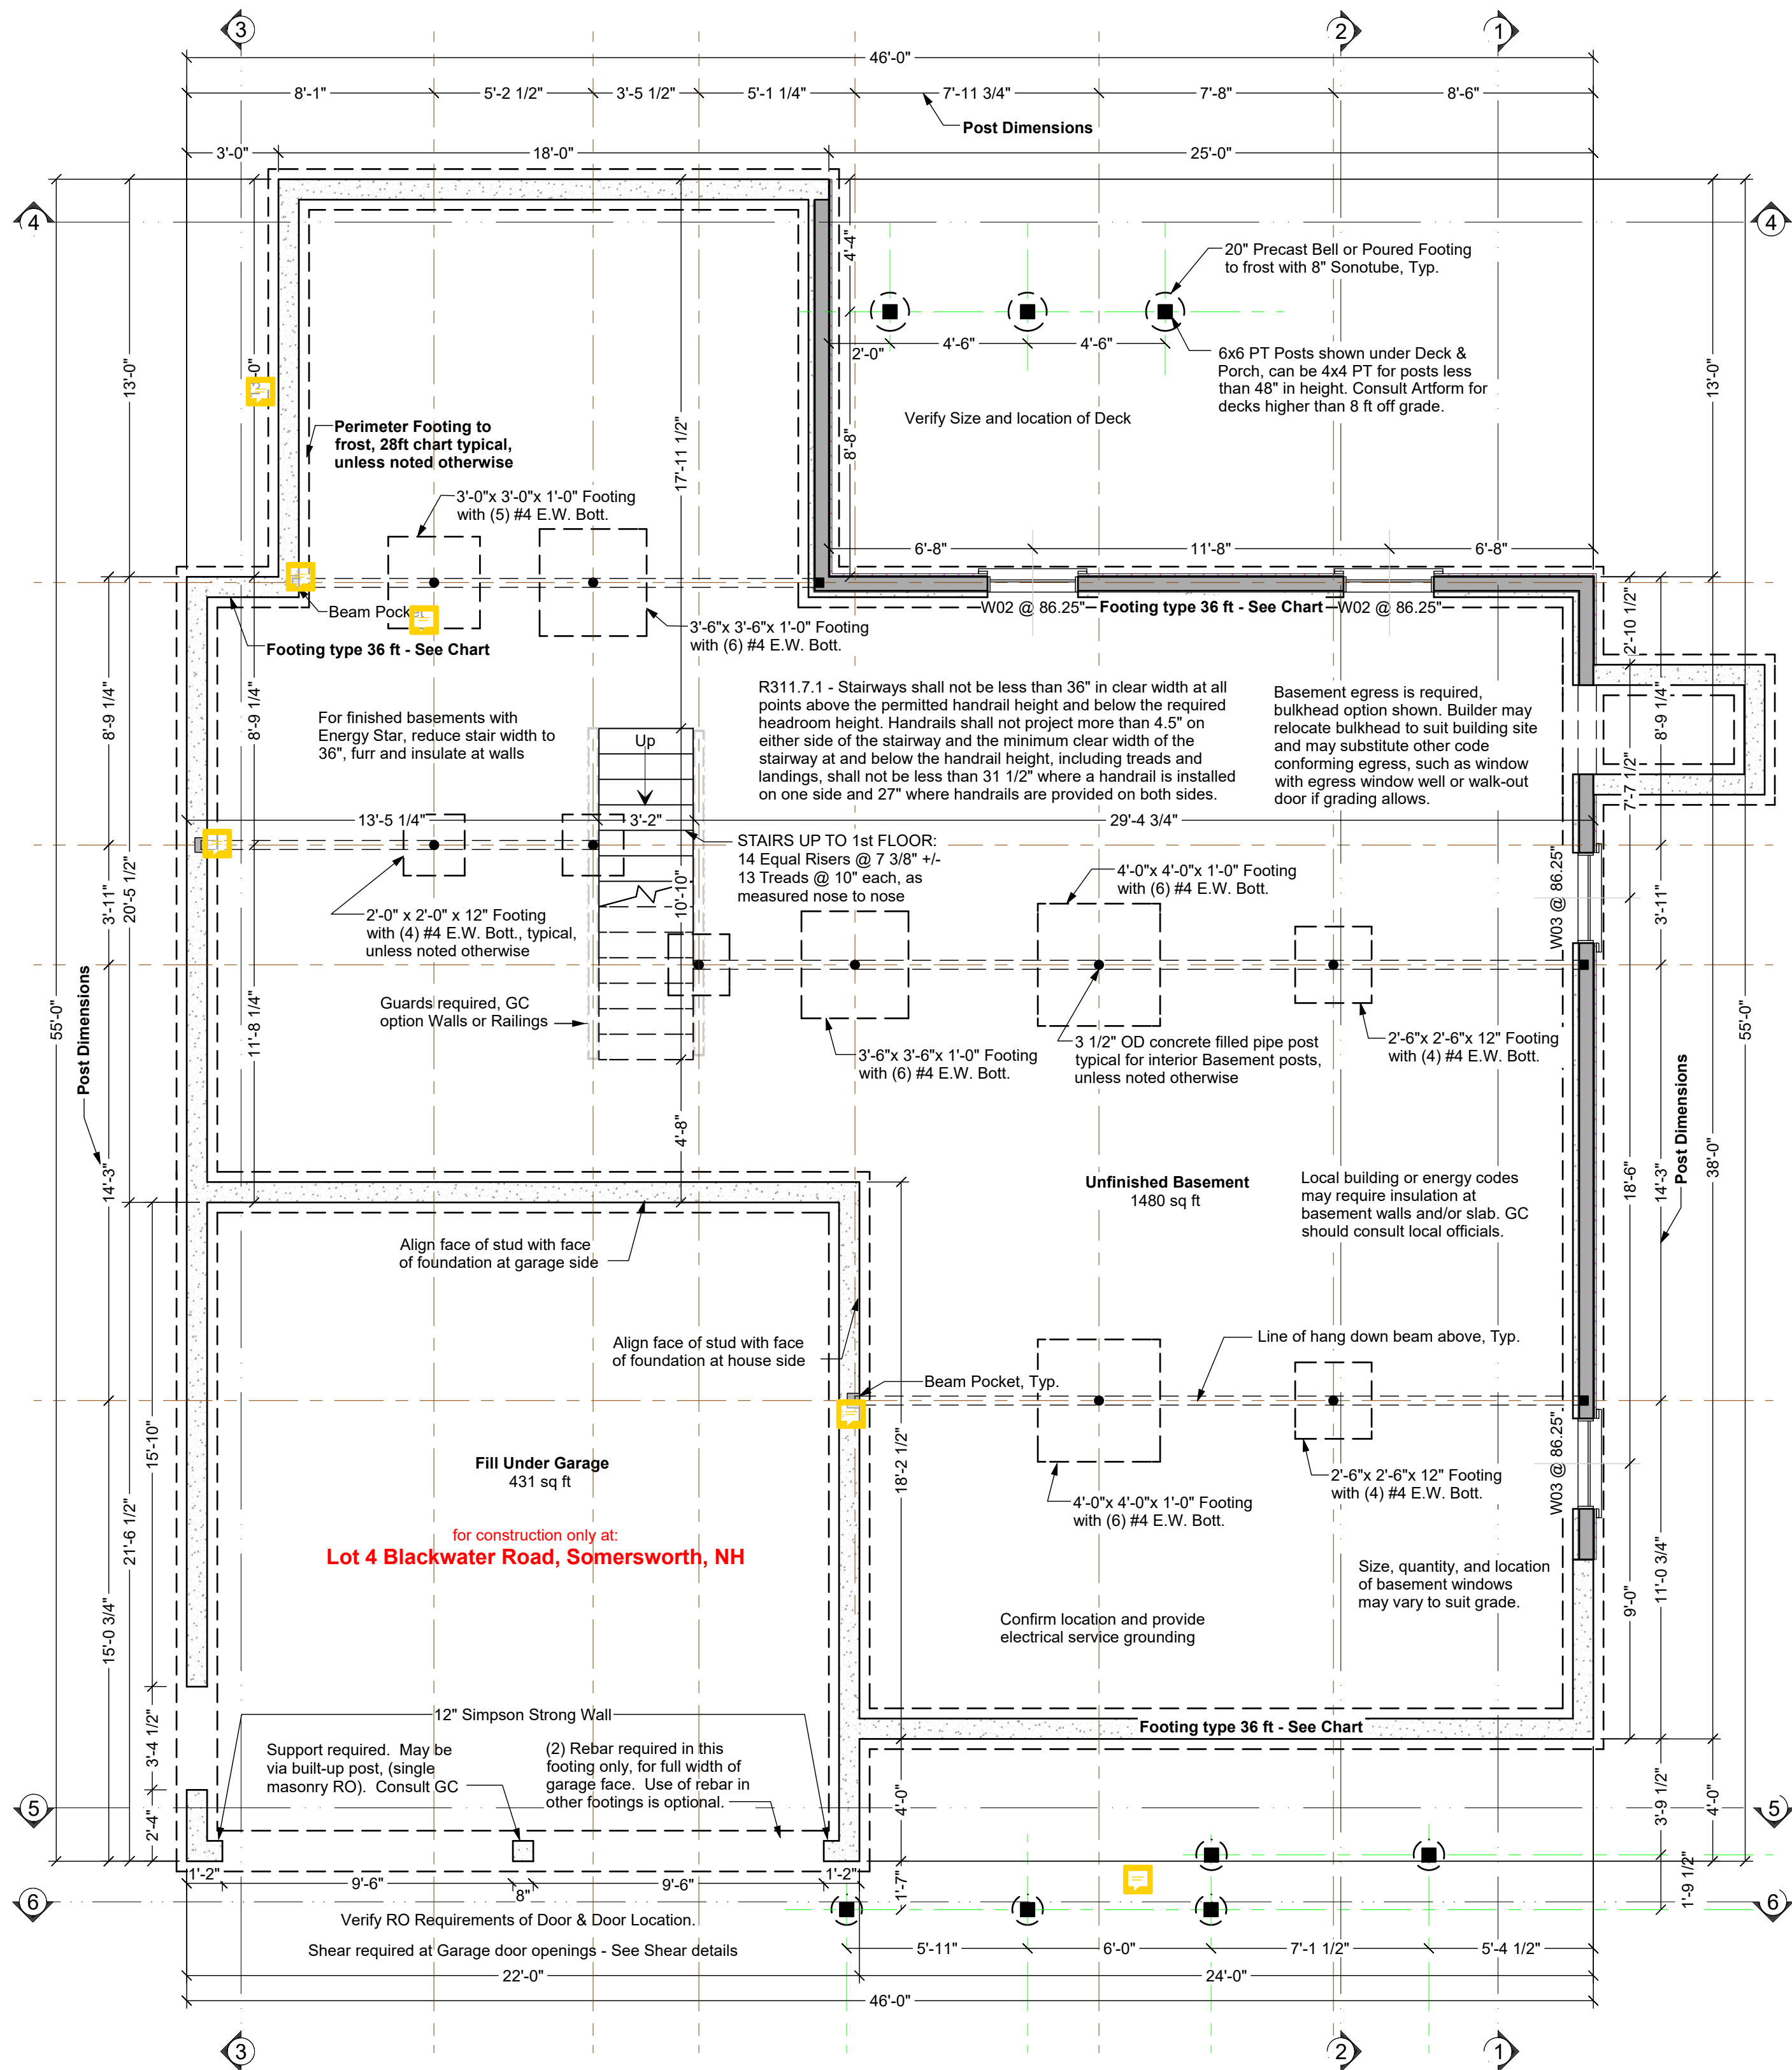 3
2
1
46'-0"
8'-1"
5'-2 1/2"
3'-5 1/2"
5'-1 1/4"
7'-11 3/4"
7'-8"
8'-6"
Post Dimensions
3'-0"
18'-0"
25'-0"
4
4
4'-4"
20" Precast Bell or Poured Footing
to frost with 8" Sonotube, Typ.
2'-0"
4'-6"
4'-6"
6x6 PT Posts shown under Deck &
Porch, can be 4x4 PT for posts less
than 48" in height. Consult Artform for
decks higher than 8 ft off grade.
13'-0"
13'-0"
Verify Size and location of Deck
Perimeter Footing to
frost, 28ft chart typical,
unless noted otherwise
17'-11 1/2"
8'-8"
3'-0"x 3'-0"x 1'-0" Footing
with (5) #4 E.W. Bott.
6'-8"
11'-8"
6'-8"
Beam
W02 @ 86.25"
Footing type 36 ft - See Chart
W02 @ 86.25"
3'-6"x 3'-6"x 1'-0" Footing
with (6) #4 E.W. Bott.
2'-10 1/2"
Footing type 36 ft - See Chart
8'-9 1/4"
8'-9 1/4"
8'-9 1/4"
7'-7 1/2"
For finished basements with
Energy Star, reduce stair width to
36", furr and insulate at walls
Up
R311.7.1 - Stairways shall not be less than 36" in clear width at all
points above the permitted handrail height and below the required
headroom height. Handrails shall not project more than 4.5" on
either side of the stairway and the minimum clear width of the
stairway at and below the handrail height, including treads and
landings, shall not be less than 31 1/2" where a handrail is installed
on one side and 27" where handrails are provided on both sides.
Basement egress is required,
bulkhead option shown. Builder may
relocate bulkhead to suit building site
and may substitute other code
conforming egress, such as window
with egress window well or walk-out
door if grading allows.
13'-5 1/4"
3'-2"
29'-4 3/4"
STAIRS UP TO 1st FLOOR:
14 Equal Risers @ 7 3/8" +/-
13 Treads @ 10" each, as
measured nose to nose
10'-10"
4'-0"x 4'-0"x 1'-0" Footing
with (6) #4 E.W. Bott.
W03 @ 86.25"
3'-11"
3'-11"
20'-5 1/2"
2'-0" x 2'-0" x 12" Footing
with (4) #4 E.W. Bott., typical,
unless noted otherwise
Guards required, GC
option Walls or Railings
11'-8 1/4"
55'-0"
55'-0"
Post Dimensions
3'-6"x 3'-6"x 1'-0" Footing
with (6) #4 E.W. Bott.
3 1/2" OD concrete filled pipe post
typical for interior Basement posts,
unless noted otherwise
2'-6"x 2'-6"x 12" Footing
with (4) #4 E.W. Bott.
Post Dimensions
38'-0"
4'-8"
14'-3"
18'-6"
14'-3"
Unfinished Basement
1480 sq ft
Local building or energy codes
may require insulation at
basement walls and/or slab. GC
should consult local officials.
Align face of stud with face
of foundation at garage side
Align face of stud with face
of foundation at house side
Line of hang down beam above, Typ.
Beam Pocket, Typ.
15'-10"
18'-2 1/2"
W03 @ 86.25"
Fill Under Garage
431 sq ft
2'-6"x 2'-6"x 12" Footing
with (4) #4 E.W. Bott.
4'-0"x 4'-0"x 1'-0" Footing
with (6) #4 E.W. Bott.
for construction only at:
Lot 4 Blackwater Road, Somersworth, NH
21'-6 1/2"
15'-0 3/4"
Size, quantity, and location
of basement windows
may vary to suit grade.
9'-0"
11'-0 3/4"
Confirm location and provide
electrical service grounding
12" Simpson Strong Wall
Footing type 36 ft - See Chart
3'-4 1/2"
Support required. May be
via built-up post, (single
masonry RO). Consult GC
(2) Rebar required in this
footing only, for full width of
garage face. Use of rebar in
other footings is optional.
2'-4"
4'-0"
3'-9 1/2"
4'-0"
5
5
1'-2"
9'-6"
8"
9'-6"
1'-2"
1'-7"
1'-9 1/2"
6
6
Verify RO Requirements of Door & Door Location.
Shear required at Garage door openings - See Shear details
5'-11"
6'-0"
7'-1 1/2"
5'-4 1/2"
22'-0"
24'-0"
46'-0"
3
2
1